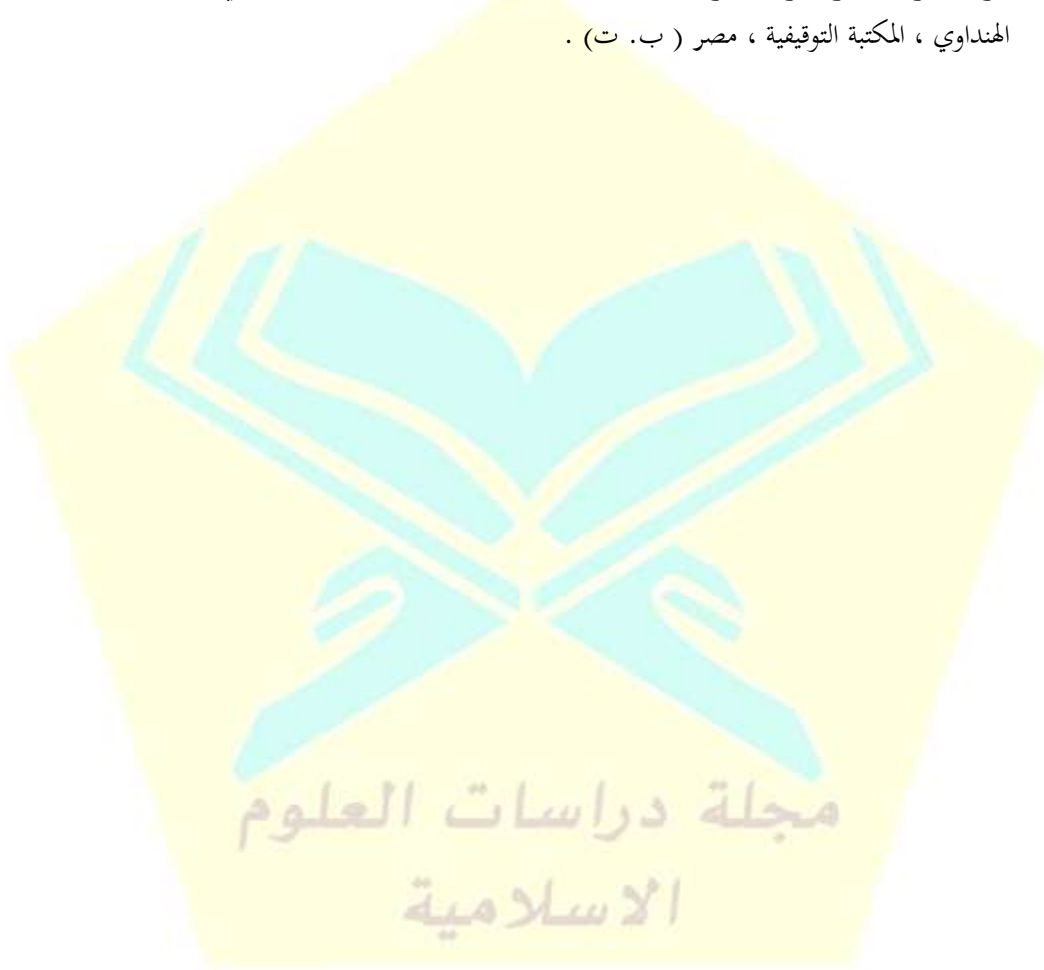 الهنداوي ، المكتبة التوقيفية ، مصر ( ب. ت) .
مجلة دراسات العلوم
الاسلامية